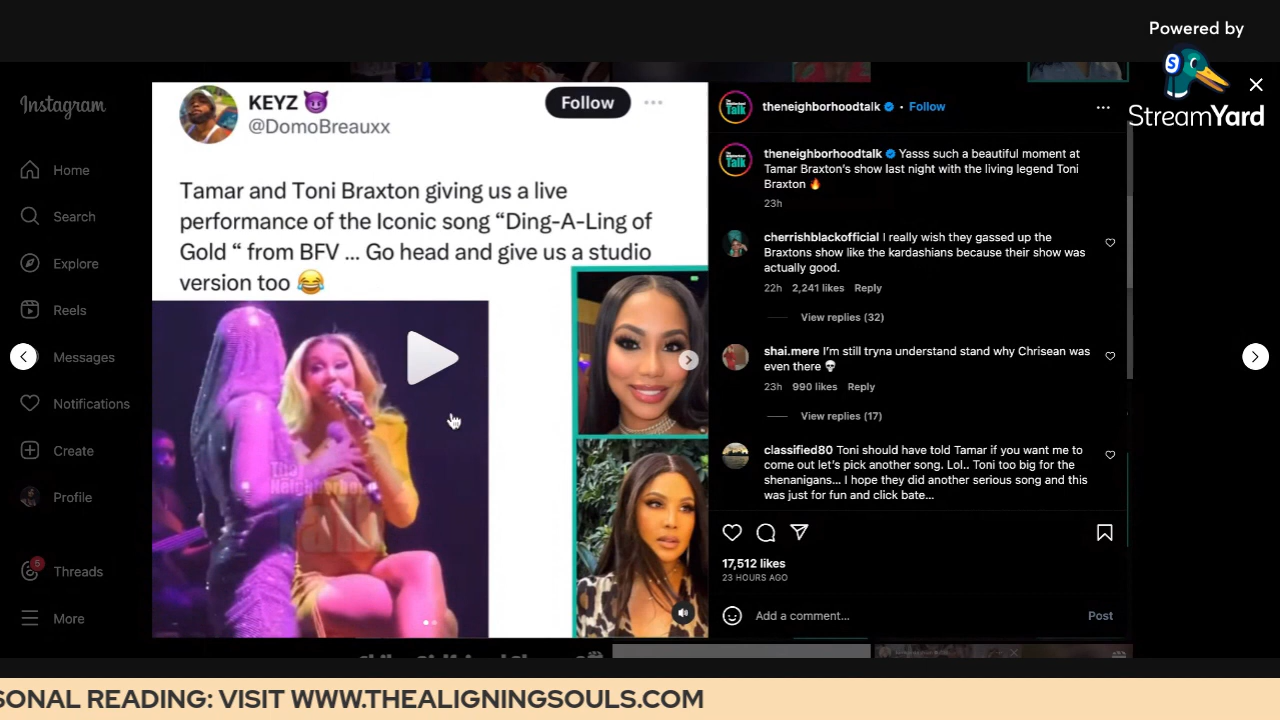 Powered by
StreamYard
Instagram
Home
Search
Explore
Reels
Messages
Notifications
Create
Profile
5
Threads
More
KEYZ 😈
@DomoBreauxx
Follow
Tamar and Toni Braxton giving us a live
performance of the Iconic song “Ding-A-Ling of
Gold “ from BFV ... Go head and give us a studio
version too 😂
The
Neighborhood
Talk
theneighborhoodtalk • Follow
theneighborhoodtalk Yasss such a beautiful moment at
Tamar Braxton's show last night with the living legend Toni
Braxton 🔥
23h
cherrishblackofficial I really wish they gassed up the
Braxtons show like the kardashians because their show was
actually good.
22h 2,241 likes Reply
View replies (32)
shai.mere I'm still tryna understand stand why Chrisean was
even there 💀
23h 990 likes Reply
View replies (17)
classified80 Toni should have told Tamar if you want me to
come out let's pick another song. Lol.. Toni too big for the
shenanigans... I hope they did another serious song and this
was just for fun and click bate...
17,512 likes
23 HOURS AGO
Add a comment...
Post
SONAL READING: VISIT WWW.THEALIGNINGSOULS.COM